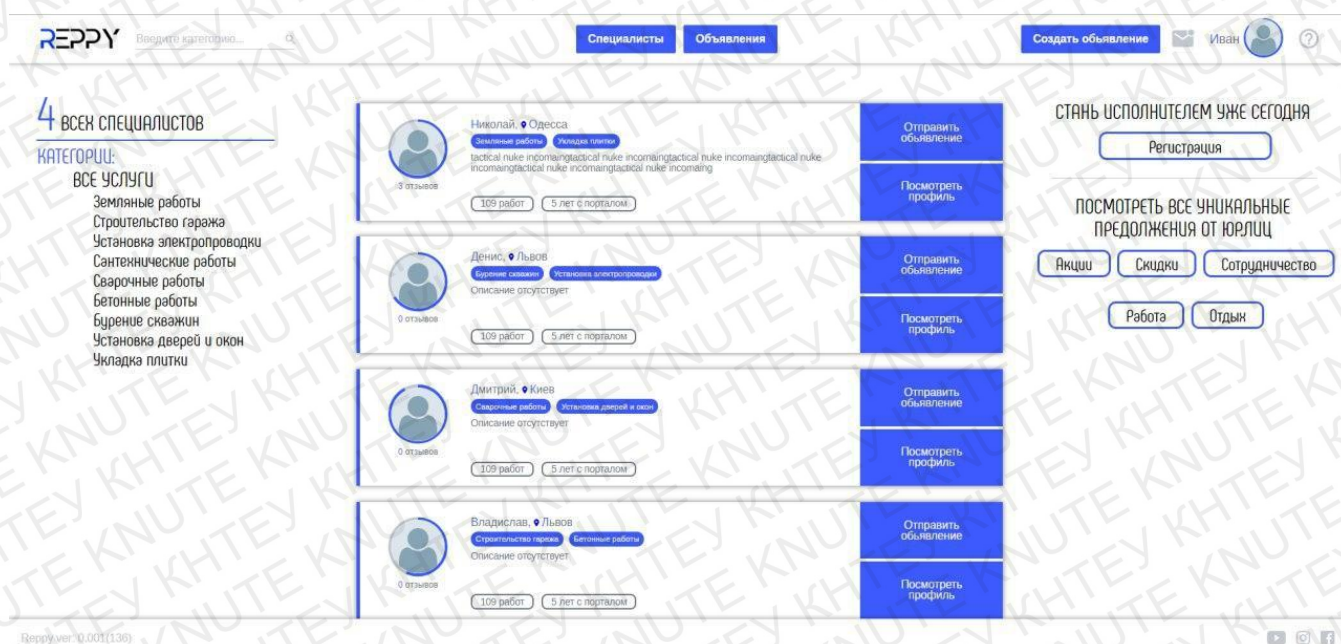 REPPY
Введите категорию...
Специалисты
Объявления
Создать обьявление
Иван
4 ВСЕХ СПЕЦИАЛИСТОВ
КАТЕГОРИИ:
ВСЕ УСЛУГИ
Земляные работы
Строительство гаража
Установка электропроводки
Сантехнические работы
Сварочные работы
Бетонные работы
Бурение скважин
Установка дверей и окон
Укладка плитки
Николай, Одесса
Земляные работы Укладка плитки
tactical nuke incomaingtactical nuke incomaingtactical nuke incomaingtactical nuke
incomaingtactical nuke incomaingtactical nuke incomaing
3 отзывов
109 работ 5 лет с порталом
Отправить
обьявление
Посмотреть
профиль
Денис, Львов
Бурение скважин Установка электропроводки
Описание отсутствует
0 отзывов
109 работ 5 лет с порталом
Отправить
обьявление
Посмотреть
профиль
Дмитрий, Киев
Сварочные работы Установка дверей и окон
Описание отсутствует
0 отзывов
109 работ 5 лет с порталом
Отправить
обьявление
Посмотреть
профиль
Владислав, Львов
Строительство гаража Бетонные работы
Описание отсутствует
0 отзывов
109 работ 5 лет с порталом
Отправить
обьявление
Посмотреть
профиль
СТАНЬ ИСПОЛНИТЕЛЕМ УЖЕ СЕГОДНЯ
Регистрация
ПОСМОТРЕТЬ ВСЕ УНИКАЛЬНЫЕ
ПРЕДОЛЖЕНИЯ ОТ ЮРЛИЦ
Акции Скидки Сотрудничество
Работа Отдых
Reppy.ver: 0.001(136)
KNUTE КНТЕУ KNUTE КНТЕУ